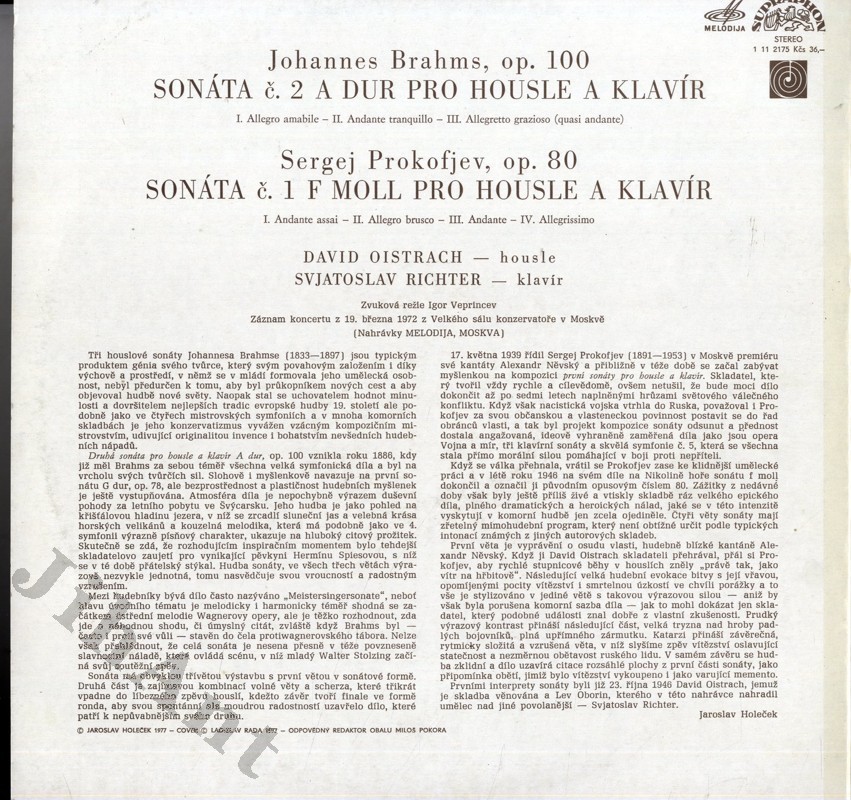 MELODIJA
SUPRAPHON
STEREO
1 11 2175 Kčs 36,–
Johannes Brahms, op. 100
SONÁTA č. 2 A DUR PRO HOUSLE A KLAVÍR
I. Allegro amabile – II. Andante tranquillo – III. Allegretto grazioso (quasi andante)
Sergej Prokofjev, op. 80
SONÁTA č. 1 F MOLL PRO HOUSLE A KLAVÍR
I. Andante assai – II. Allegro brusco – III. Andante – IV. Allegrissimo
DAVID OISTRACH — housle
SVJATOSLAV RICHTER — klavír
Zvuková režie Igor Veprincev
Záznam koncertu z 19. března 1972 z Velkého sálu konzervatoře v Moskvě
(Nahrávky MELODIJA, MOSKVA)
Tři houslové sonáty Johannesa Brahmse (1833—1897) jsou typickým
produktem génia svého tvůrce, který svým povahovým založením i díky
výchově a prostředí, v němž se v mládí formovala jeho umělecká osob-
nost, nebyl předurčen k tomu, aby byl průkopníkem nových cest a aby
objevoval hudbě nové světy. Naopak stal se uchovatelem hodnot minu-
losti a dovršitelem nejlepších tradic evropské hudby 19. století ale po-
dobně jako ve čtyřech mistrovských symfoniích a v mnoha komorních
skladbách je jeho konzervatizmus vyvážen vzácným kompozičním mi-
strovstvím, udivující originalitou invence i bohatstvím nevšedních hudeb-
ních nápadů.
Druhá sonáta pro housle a klavír A dur, op. 100 vznikla roku 1886, kdy
již měl Brahms za sebou téměř všechna velká symfonická díla a byl na
vrcholu svých tvůrčích sil. Slohově i myšlenkově navazuje na první so-
nátu G dur, op. 78, ale bezprostřednost a plastičnost hudebních myšlenek
je ještě vystupňována. Atmosféra díla je nepochybně výrazem duševní
pohody za letního pobytu ve Švýcarsku. Jeho hudba je jako pohled na
křišťálovou hladinu jezera, v níž se zrcadlí sluneční jas a velebná krása
horských velikánů a kouzelná melodika, která má podobně jako ve 4.
symfonii výrazně písňový charakter, ukazuje na hluboký citový prožitek.
Skutečně se zdá, že rozhodujícím inspiračním momentem bylo tehdejší
skladatelovo zaujetí pro vynikající pěvkyni Herminu Spiesovou, s níž
se v té době přátelský stýkal. Hudba sonáty, ve všech třech větách výra-
zově nezvykle jednotná, tomu nasvědčuje svou vroucností a radostným
vzrušením.
Mezi hudebníky bývá dílo často nazýváno „Meistersingersonate", neboť
hlavu úvodního tématu je melodicky i harmonicky téměř shodná se za-
čátkem ústřední melodie Wagnerovy opery, ale je těžko rozhodnout, zda
jde o náhodnou shodu, či úmyslný citát, zvláště když Brahms byl —
často i proti své vůli — stavěn do čela protiwagnerovského tábora. Nelze
však přehlédnout, že celá sonáta je nesena přesně v téže povznesené
slavnostní náladě, která ovládá scénu, v níž mladý Walter Stolzing začí-
ná svůj soutěžní zpěv.
Sonáta má obvyklou třívětou výstavbu s první větou v sonátové formě.
Druhá část je zajímavou kombinací volné věty a scherza, které třikrát
vpadne do líbezného zpěvu houslí, kdežto závěr tvoří finale ve formě
ronda, aby svou spontánní ale moudrou radostností uzavřelo dílo, které
patří k nepůvabnějším svého druhu.
© JAROSLAV HOLEČEK 1977 – COVER © LADISLAV RADA 1977 – ODPOVĚDNÝ REDAKTOR OBALU MILOŠ POKORA
17. května 1939 řídil Sergej Prokofjev (1891—1953) v Moskvě premiéru
své kantáty Alexandr Něvský a přibližně v téže době se začal zabývat
myšlenkou na kompozici první sonáty pro housle a klavír. Skladatel, kte-
rý tvořil vždy rychle a cílevědomě, ovšem netušil, že bude moci dílo
dokončit až po sedmi letech naplněnými hrůzami světového válečného
konfliktu. Když však nacistická vojska vtrhla do Ruska, považoval i Pro-
kofjev za svou občanskou a vlasteneckou povinnost postavit se do řad
obránců vlasti, a tak byl projekt kompozice sonáty odsunut a přednost
dostala angažovaná, ideově vyhraněně zaměřená díla jako jsou opera
Vojna a mír, tři klavírní sonáty a skvělá symfonie č. 5, která se všechna
stala přímo morální silou pomáhající v boji proti nepříteli.
Když se válka přehnala, vrátil se Prokofjev zase ke klidnější umělecké
práci a v létě roku 1946 na svém díle na Nikolině hoře sonátu f moll
dokončil a označil ji původním opusovým číslem 80. Zážitky z nedávné
doby však byly ještě příliš živé a vtiskly skladbě ráz velkého epického
díla, plného dramatických a heroických nálad, jaké se v této intenzitě
vyskytují v komorní hudbě jen zcela ojediněle. Čtyři věty sonáty mají
zřetelný mimohudební program, který není obtížné určit podle typických
intonací známých z jiných autorových skladeb.
První věta je vyprávění o osudu vlasti, hudebně blízké kantáně Ale-
xandr Něvský. Když ji David Oistrach skladateli přehrával, přál si Pro-
kofjev, aby rychlé stupnicové běhy v houslích zněly „právě tak, jako
vítr na hřbitově". Následující velká hudební evokace bitvy s její vřavou,
opomíjenými pocity vítězství i smrtelnou úzkostí ve chvíli porážky a to
vše je stylizováno v jediné větě s takovou výrazovou silou — aniž by
však byla porušena komorní sazba díla — jak to mohl dokázat jen skla-
datel, který podobné události znal dobře z vlastní zkušenosti. Prudký
výrazový kontrast přináší následující část, velká tryzna nad hroby pad-
lých bojovníků, plná upřímného zármutku. Katarzi přináší závěrečná,
rytmicky složitá a vzrušená věta, v níž slyšíme zpěv vítězství oslavující
statečnost a nezměrnou obětavost ruského lidu. V samém závěru se hud-
ba zklidní a dílo uzavírá citace rozsáhlé plochy z první části sonáty, jako
připomínka obětí, jimiž bylo vítězství vykoupeno i jako varující memento.
Prvními interprety sonáty byli již 23. října 1946 David Oistrach, jemuž
je skladba věnována a Lev Oborin, kterého v této nahrávce nahradil
umělec nad jiné povolanější — Svjatoslav Richter.
Jaroslav Holeček